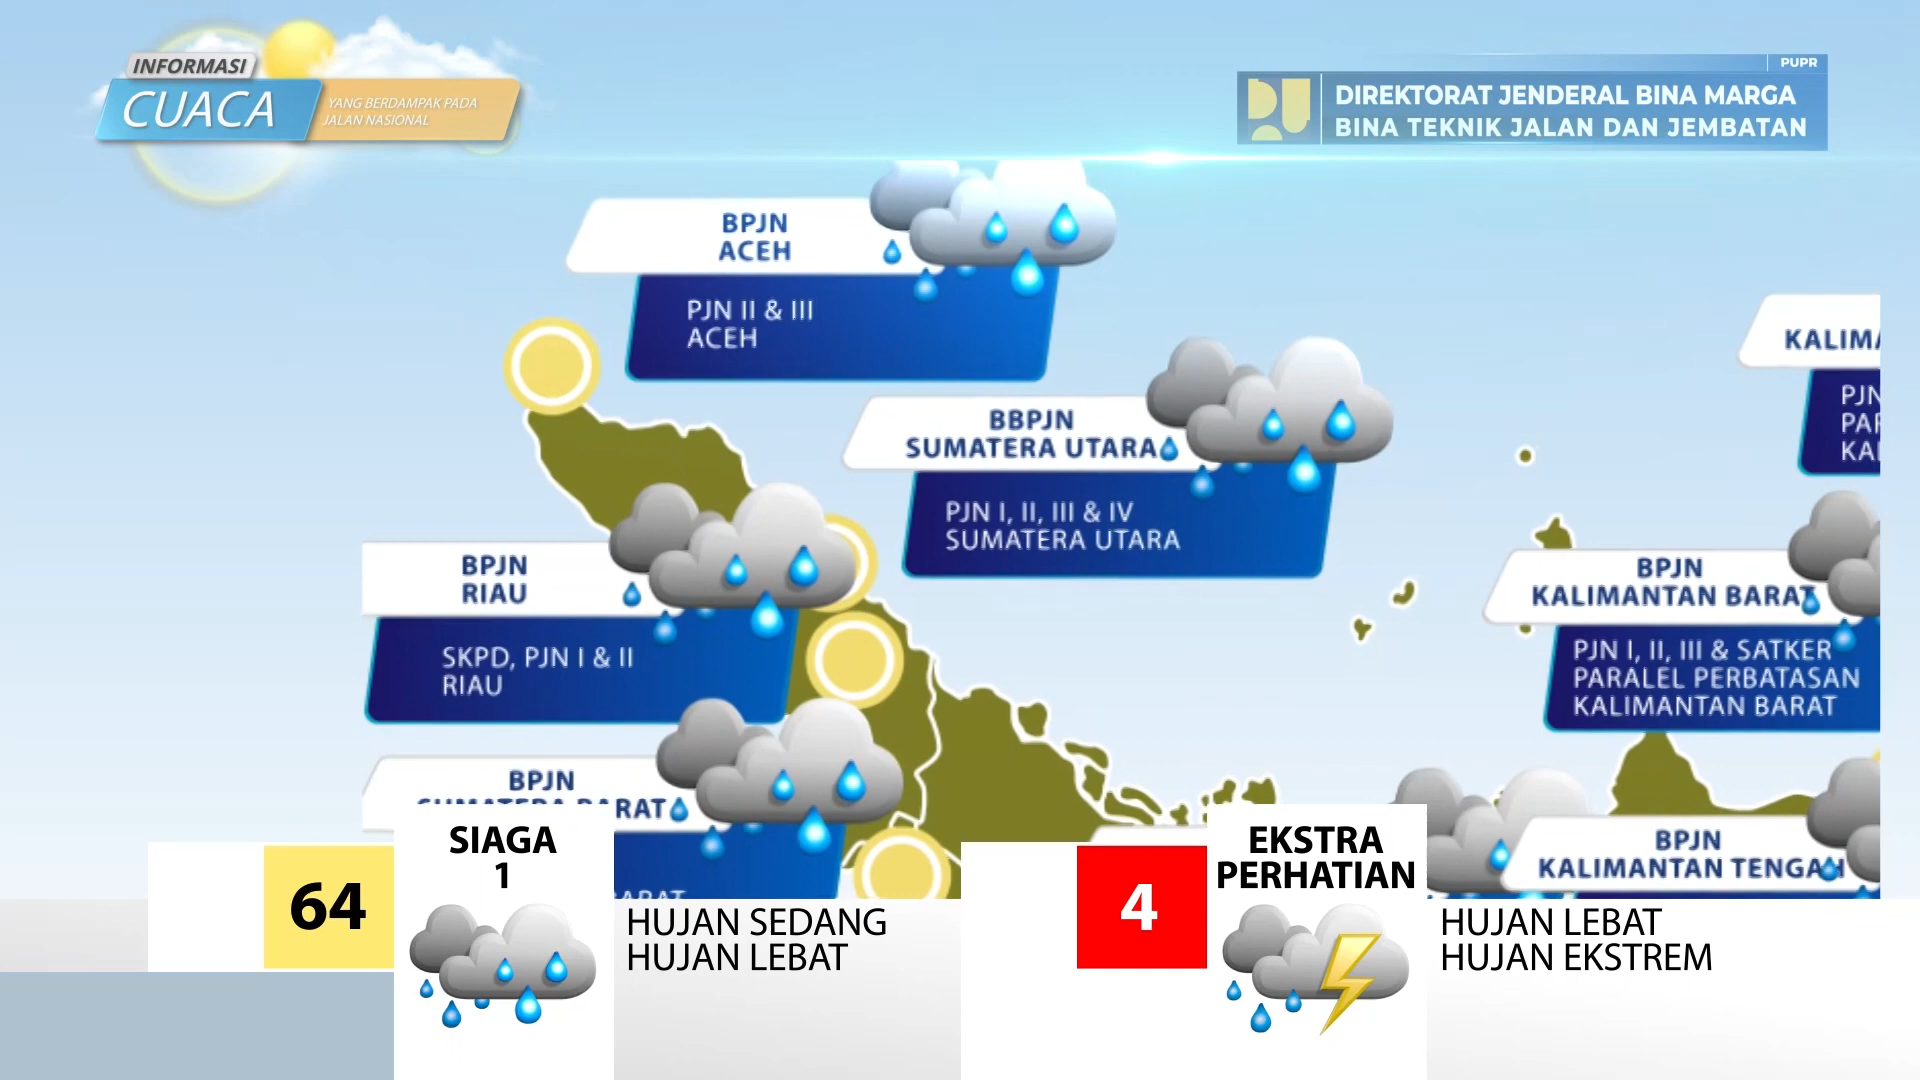 INFORMASI
CUACA
YANG BERDAMPAK PADA
JALAN NASIONAL
PUPR
DIREKTORAT JENDERAL BINA MARGA
BINA TEKNIK JALAN DAN JEMBATAN
BPJN
ACEH
PJN II & III
ACEH
BBPJN
SUMATERA UTARA
PJN I, II, III & IV
SUMATERA UTARA
BPJN
RIAU
SKPD, PJN I & II
RIAU
BPJN
SUMATERA BARAT
BPJN
KALIMANTAN BARAT
PJN I, II, III & SATKER
PARALEL PERBATASAN
KALIMANTAN BARAT
BPJN
KALIMANTAN TENGAH
PJN
64
SIAGA
1
HUJAN SEDANG
HUJAN LEBAT
4
EKSTRA
PERHATIAN
HUJAN LEBAT
HUJAN EKSTREM